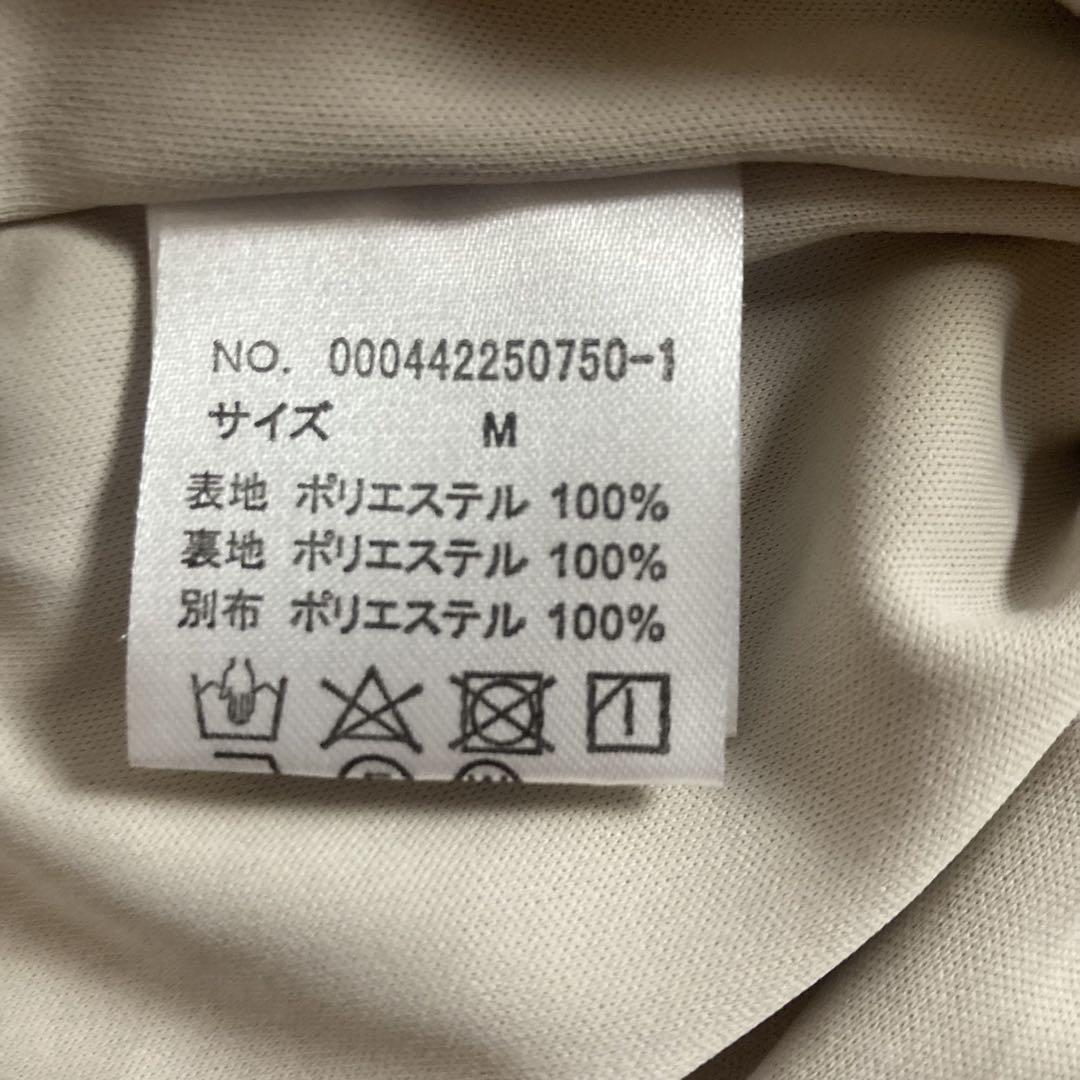 NO. 000442250750-1
サイズ M
表地 ポリエステル 100%
裏地 ポリエステル 100%
別布 ポリエステル 100%